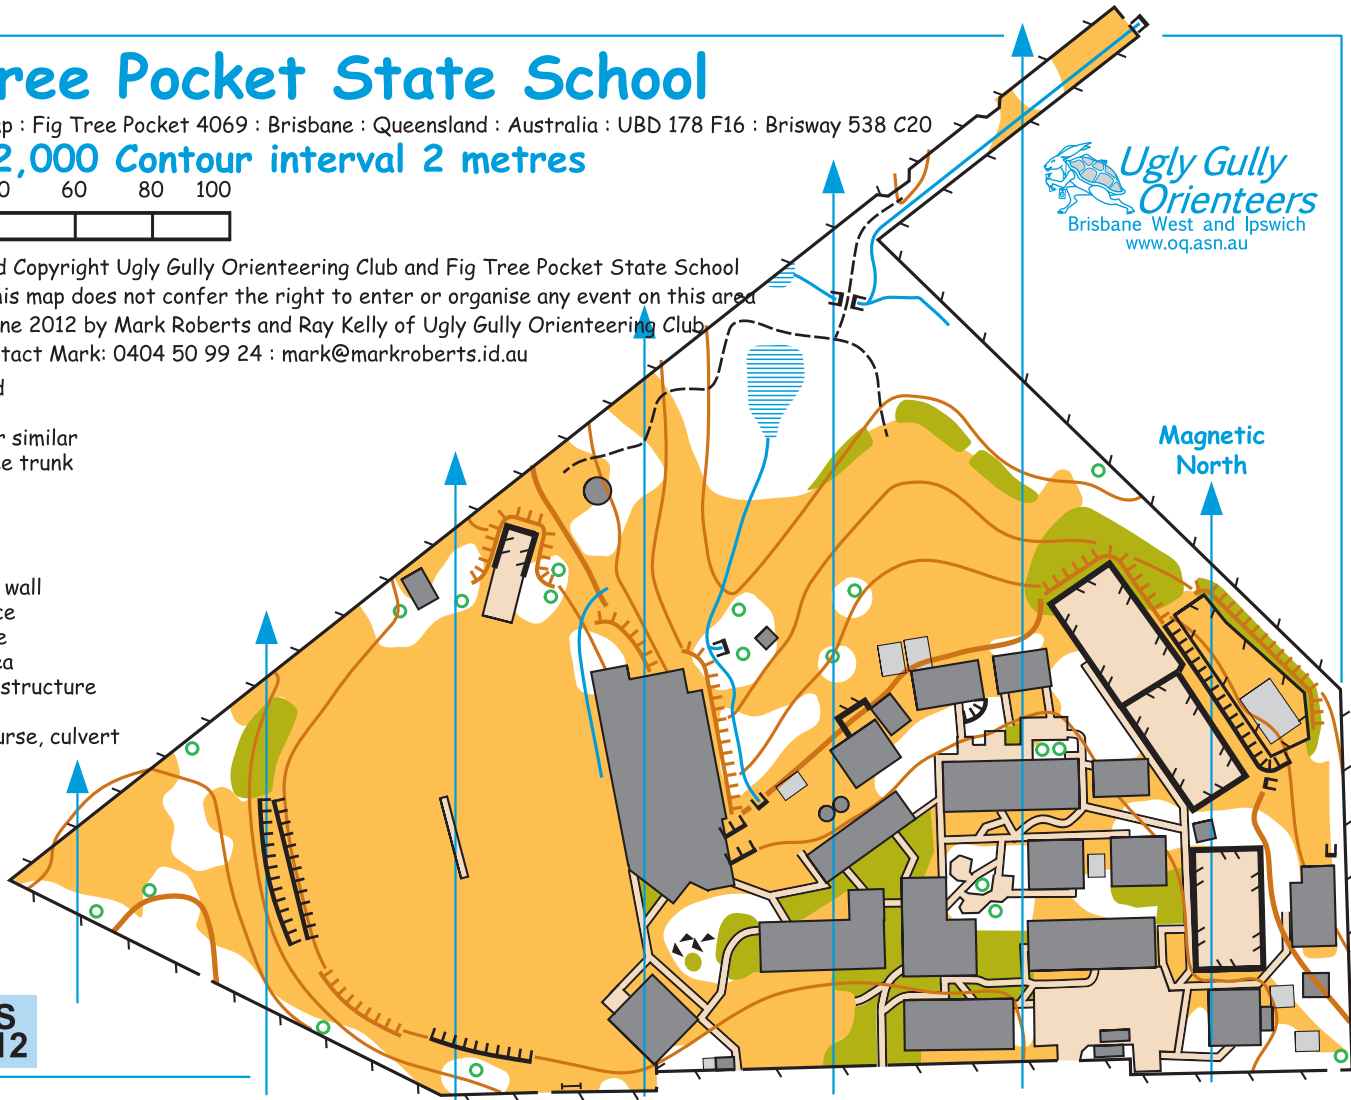 ree Pocket State School
p : Fig Tree Pocket 4069 : Brisbane : Queensland : Australia : UBD 178 F16 : Brisway 538 C20
2,000 Contour interval 2 metres
0 60 80 100
d Copyright Ugly Gully Orienteering Club and Fig Tree Pocket State School
his map does not confer the right to enter or organise any event on this area
ne 2012 by Mark Roberts and Ray Kelly of Ugly Gully Orienteering Club
tact Mark: 0404 50 99 24 : mark@markroberts.id.au
d
r similar
e trunk
wall
ce
e
ea
structure
urse, culvert
S
12
Ugly Gully
Orienteers
Brisbane West and Ipswich
www.oq.asn.au
Magnetic
North